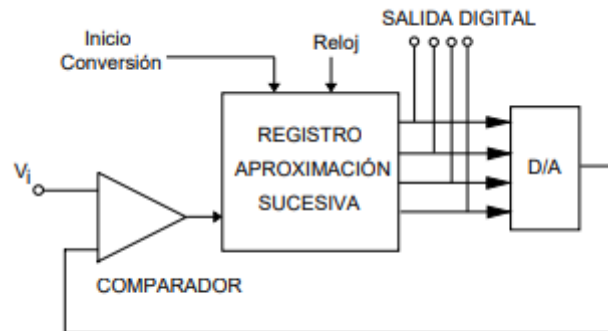 SALIDA DIGITAL
Inicio
Conversión
Reloj
REGISTRO
APROXIMACIÓN
SUCESIVA
D/A
Vi
COMPARADOR